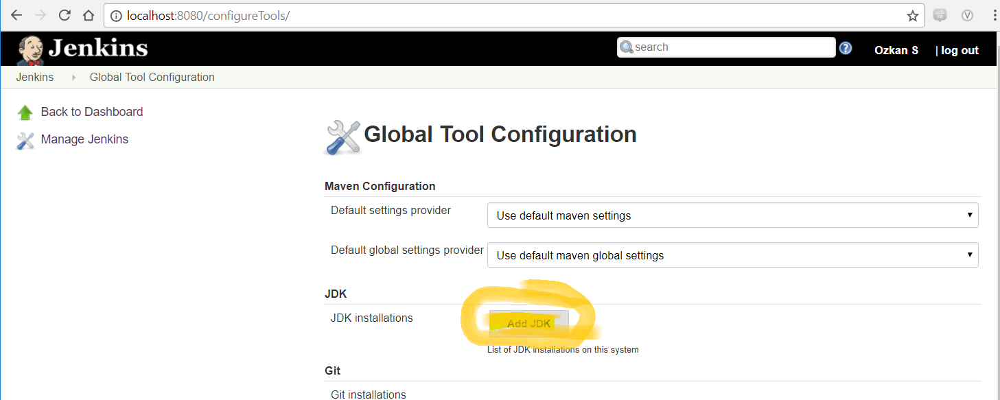 localhost:8080/configureTools/
Jenkins
search
Ozkan S
| log out
Jenkins
Global Tool Configuration
Back to Dashboard
Manage Jenkins
Global Tool Configuration
Maven Configuration
Default settings provider
Use default maven settings
Default global settings provider
Use default maven global settings
JDK
JDK installations
Add JDK
List of JDK installations on this system
Git
Git installations